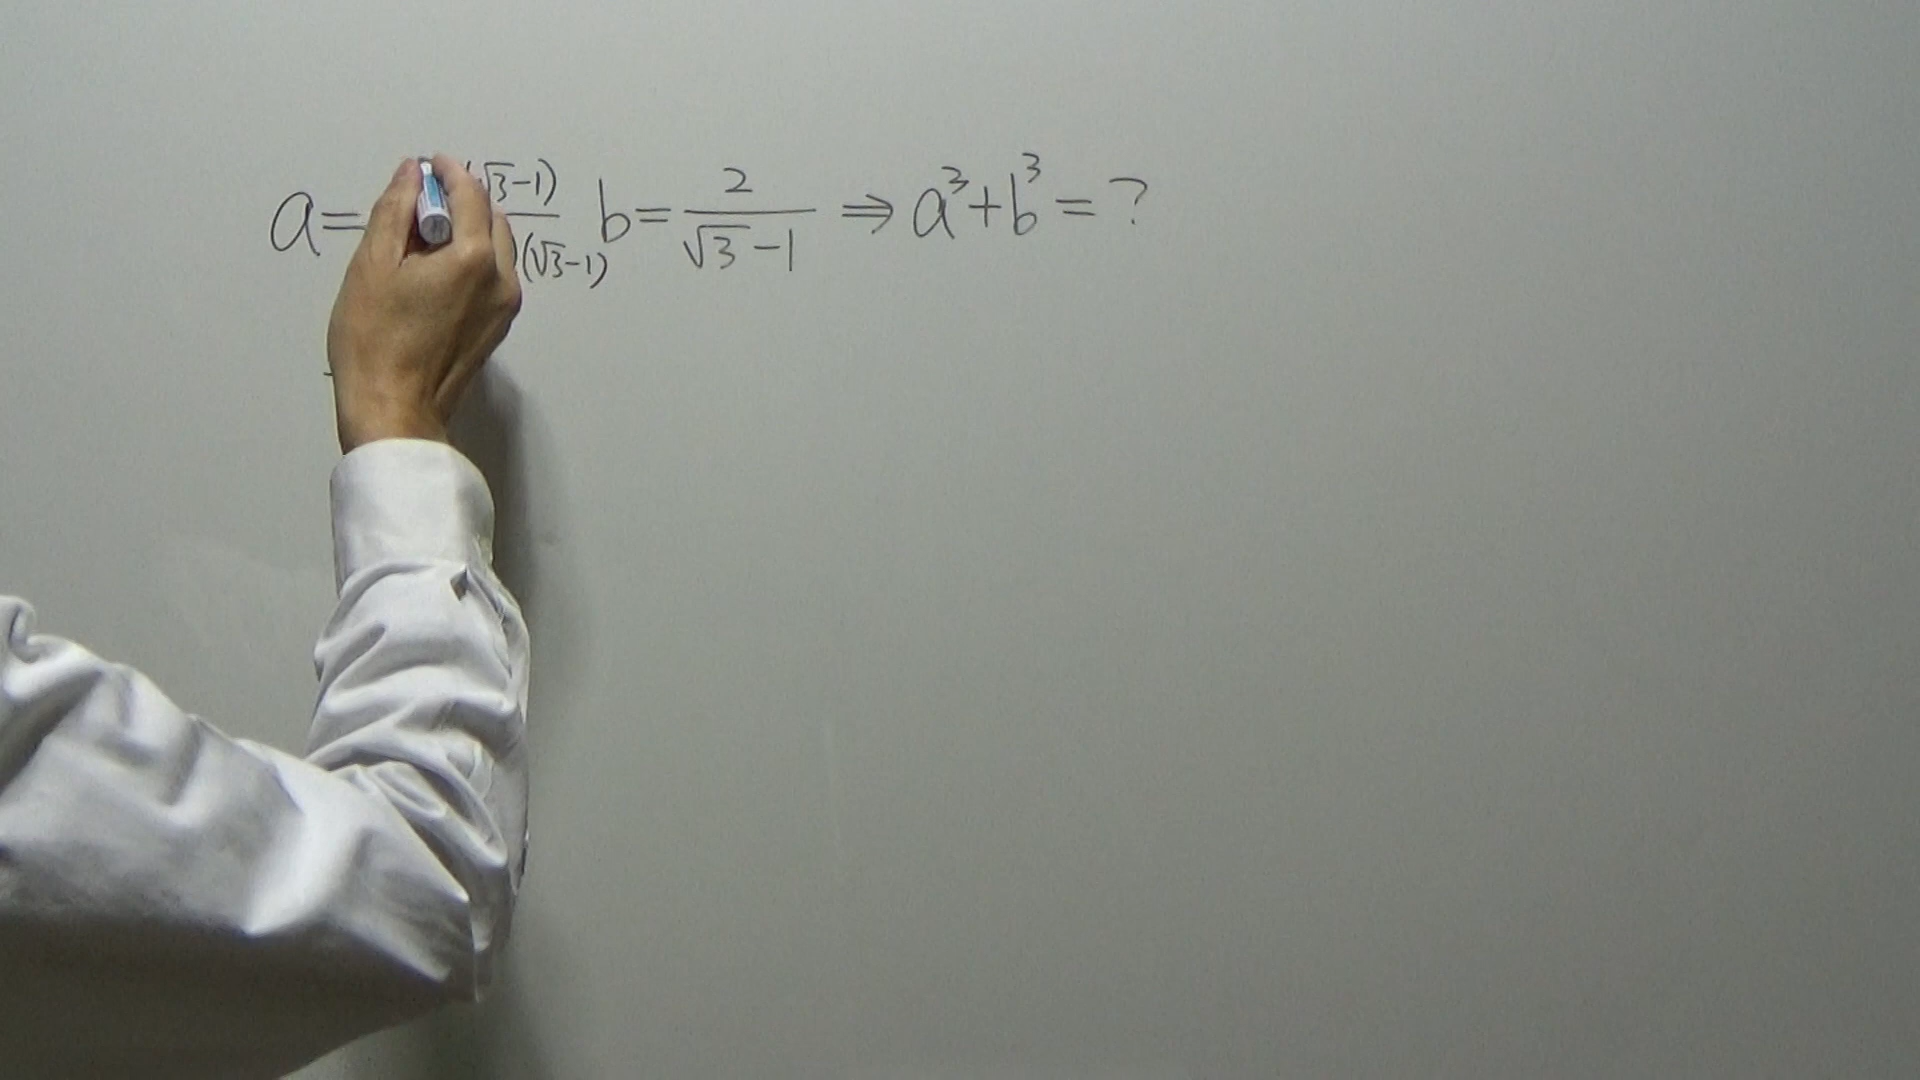 a= (√3-1) / )(√3-1) b= 2/(√3-1) ⇒ a³+b³ = ?